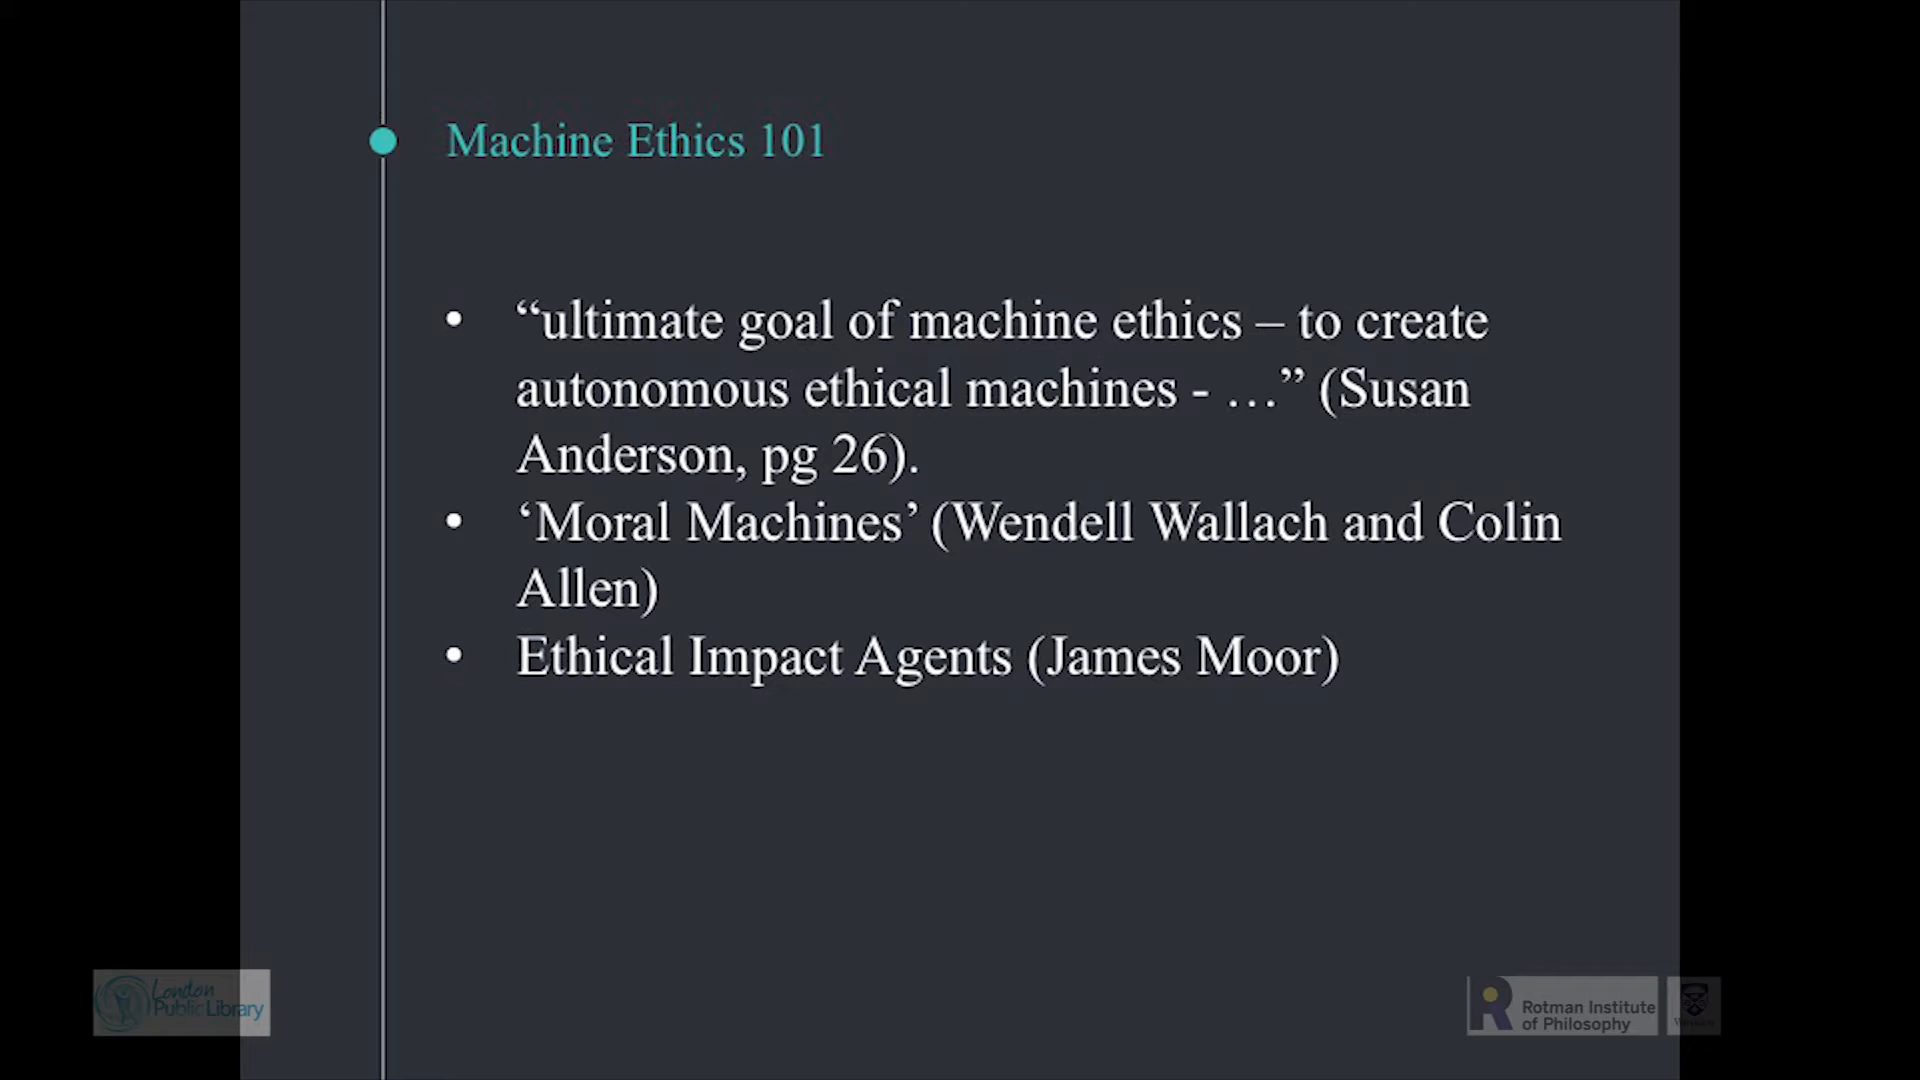 Machine Ethics 101
• “ultimate goal of machine ethics – to create
autonomous ethical machines - …” (Susan
Anderson, pg 26).
• ‘Moral Machines’ (Wendell Wallach and Colin
Allen)
• Ethical Impact Agents (James Moor)
London
Public Library
Rotman Institute
of Philosophy